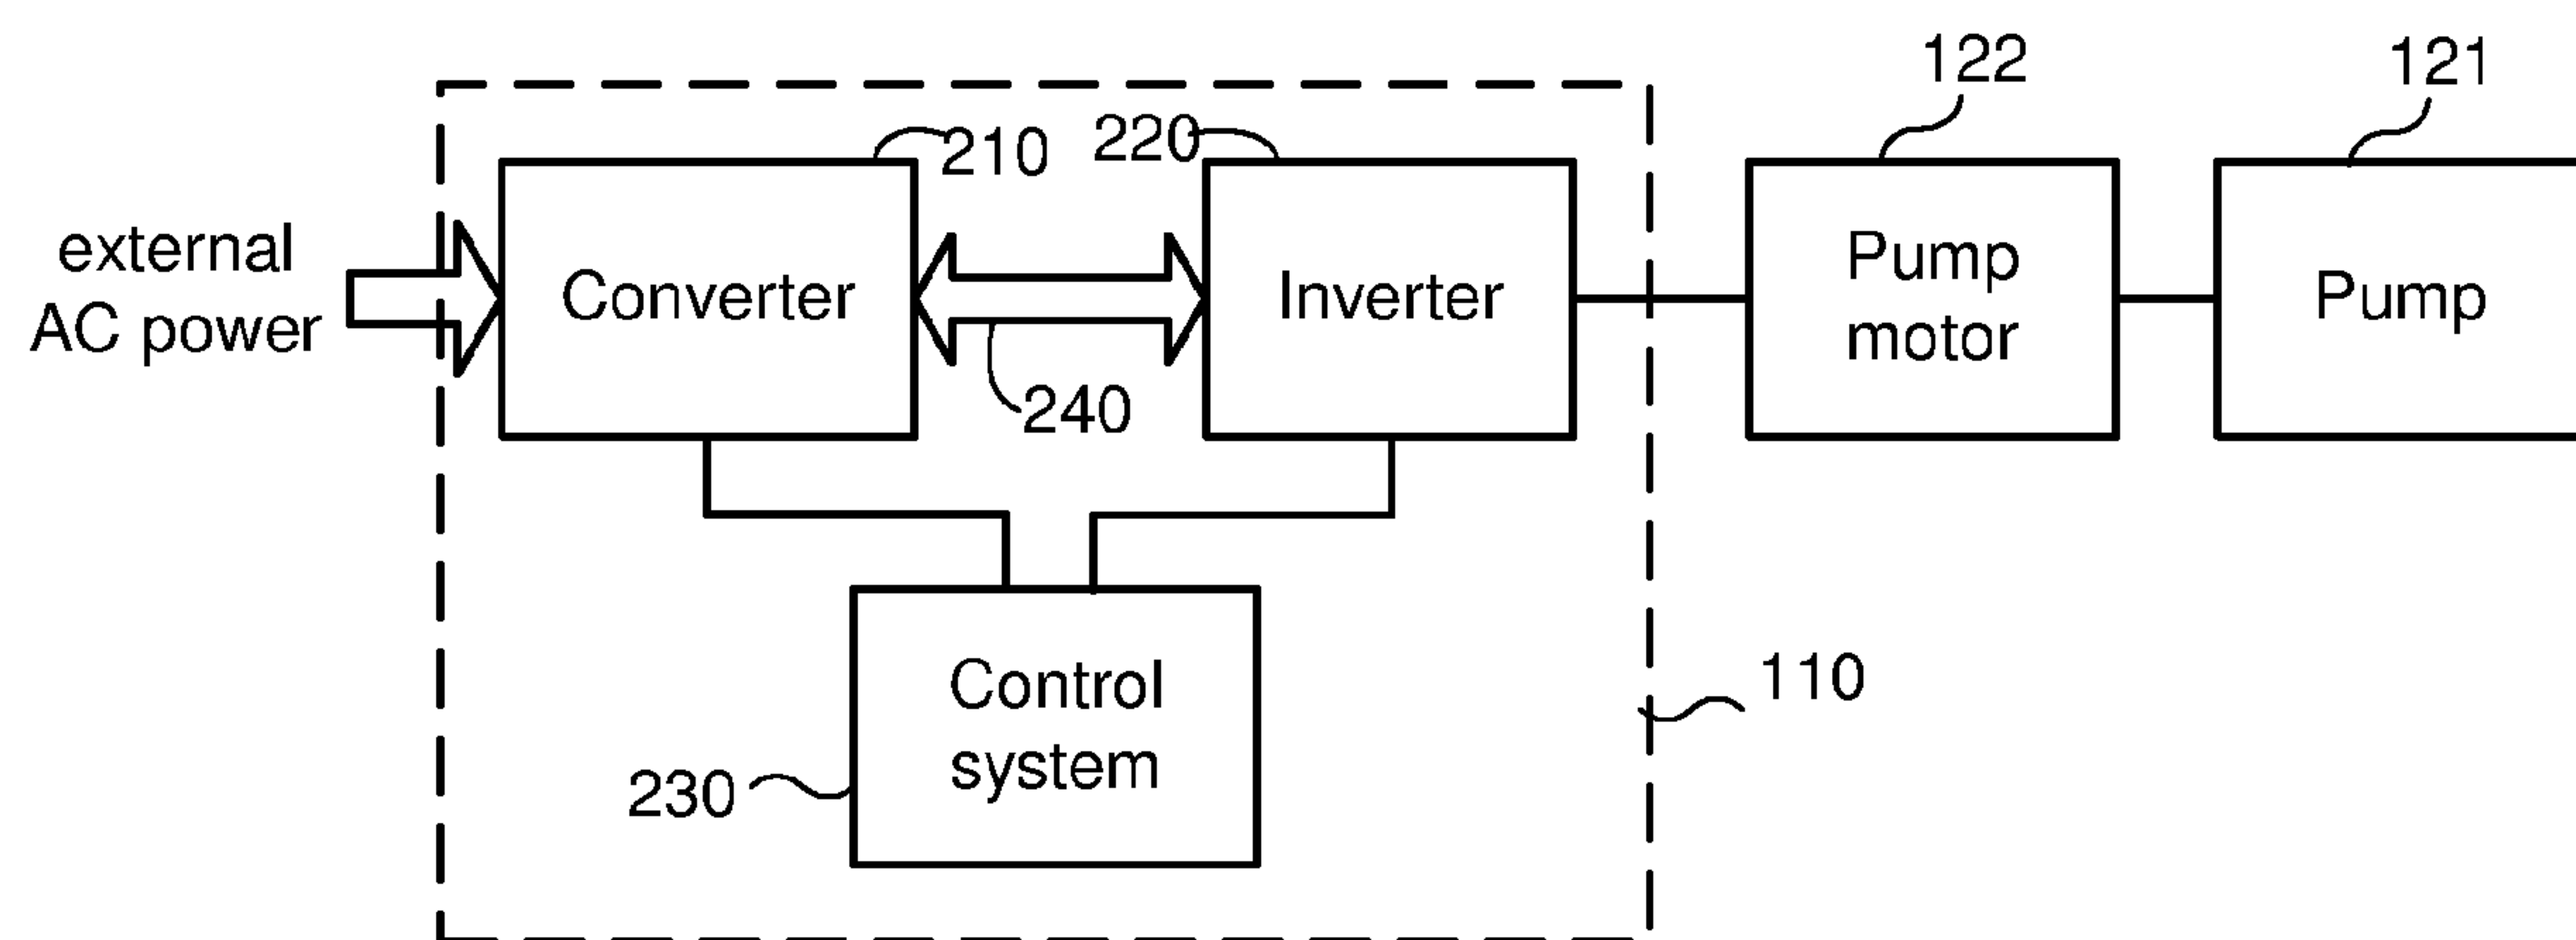 122
121
210
220
external
AC power
Converter
Inverter
Pump
motor
Pump
240
Control
system
110
230